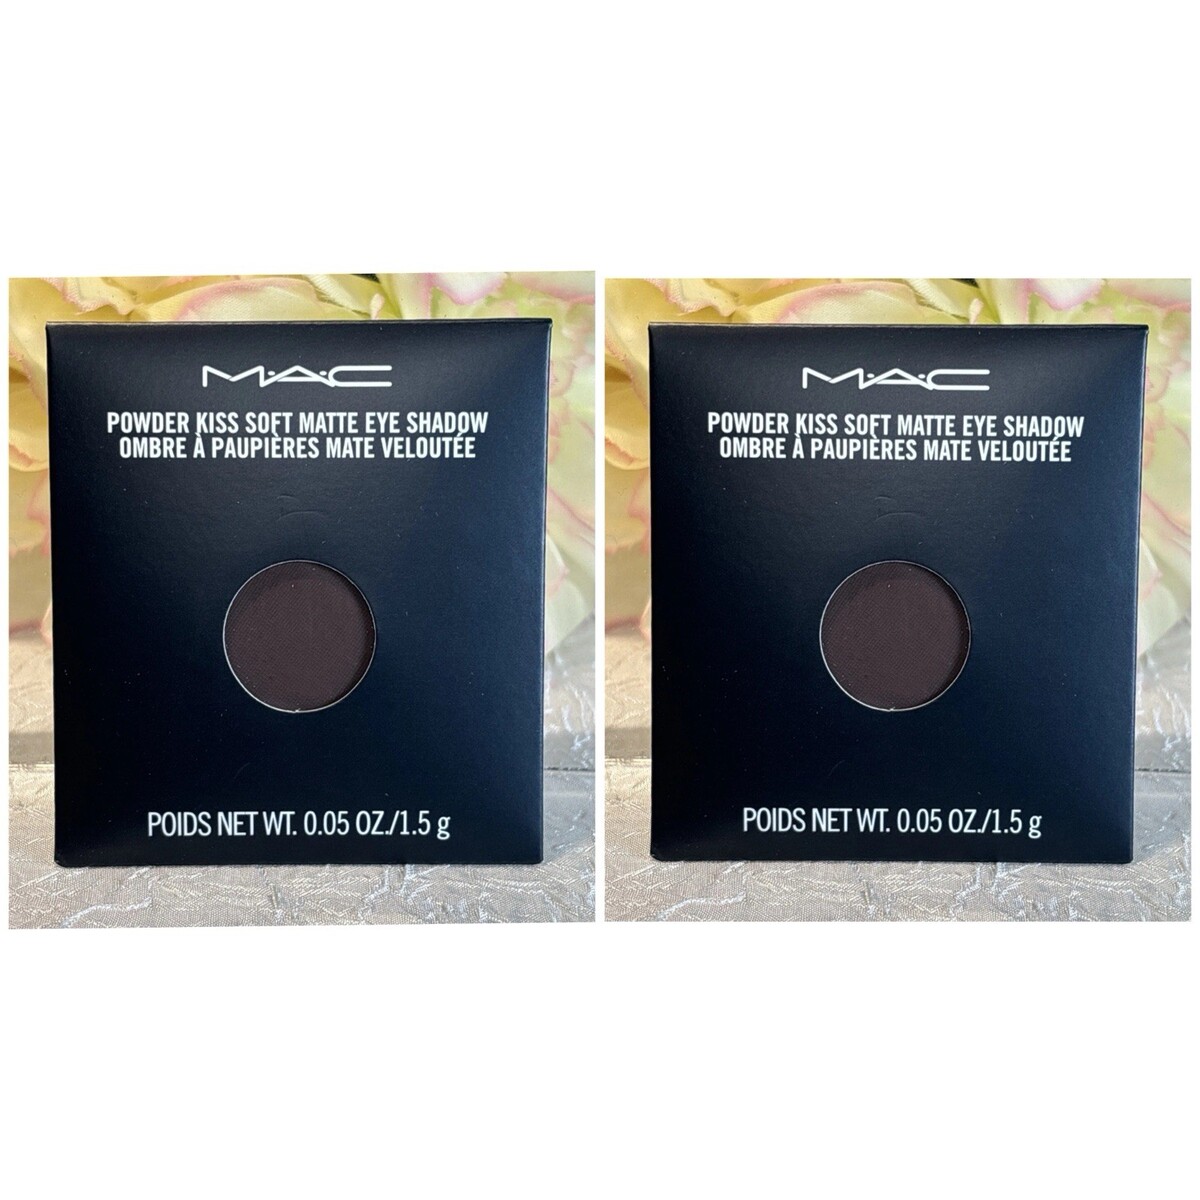 M·A·C
POWDER KISS SOFT MATTE EYE SHADOW
OMBRE À PAUPIÈRES MATE VELOUTÉE
POIDS NET WT. 0.05 OZ./1.5 g
M·A·C
POWDER KISS SOFT MATTE EYE SHADOW
OMBRE À PAUPIÈRES MATE VELOUTÉE
POIDS NET WT. 0.05 OZ./1.5 g